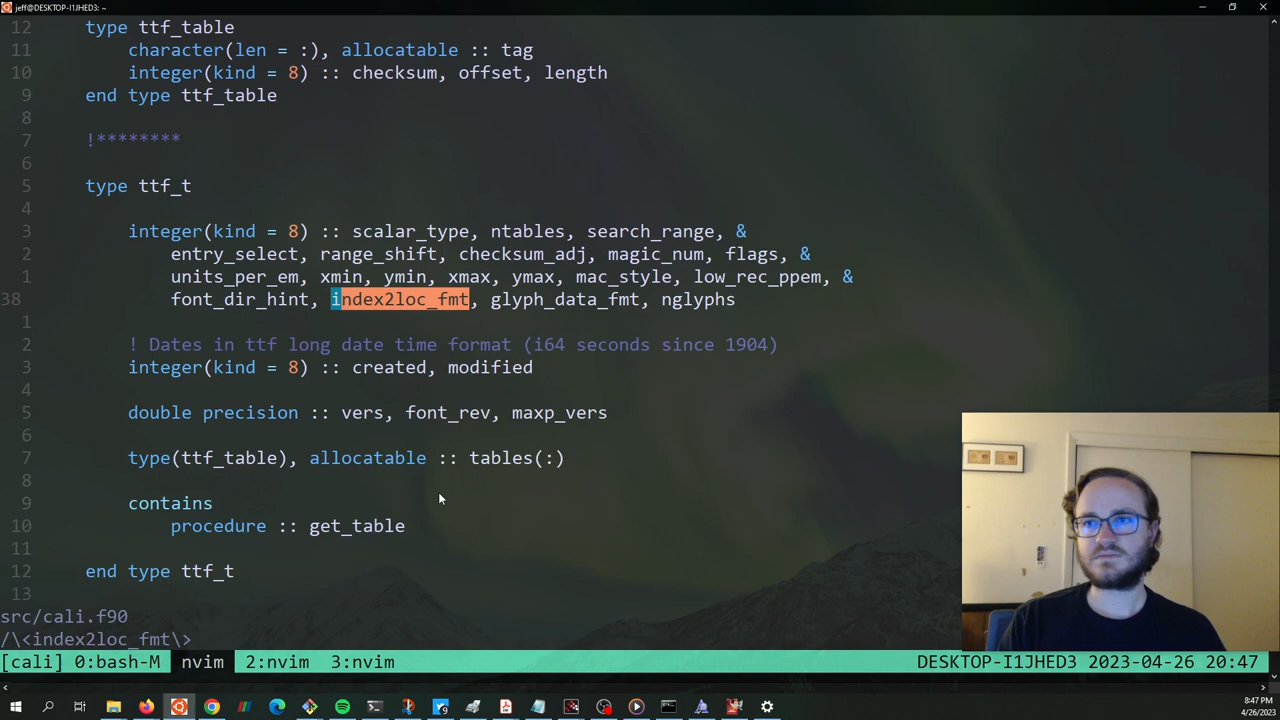 jeff@DESKTOP-I1JHED3: ~
12 type ttf_table
11 character(len = :), allocatable :: tag
10 integer(kind = 8) :: checksum, offset, length
9 end type ttf_table
8
7 !********
6
5 type ttf_t
4
3 integer(kind = 8) :: scalar_type, ntables, search_range, &
2 entry_select, range_shift, checksum_adj, magic_num, flags, &
1 units_per_em, xmin, ymin, xmax, ymax, mac_style, low_rec_ppem, &
38 font_dir_hint, index2loc_fmt, glyph_data_fmt, nglyphs
1
2 ! Dates in ttf long date time format (i64 seconds since 1904)
3 integer(kind = 8) :: created, modified
4
5 double precision :: vers, font_rev, maxp_vers
6
7 type(ttf_table), allocatable :: tables(:)
8
9 contains
10 procedure :: get_table
11
12 end type ttf_t
13
src/cali.f90
/\<index2loc_fmt\>
[cali] 0:bash-M nvim 2:nvim 3:nvim DESKTOP-I1JHED3 2023-04-26 20:47
8:47 PM
4/26/2023